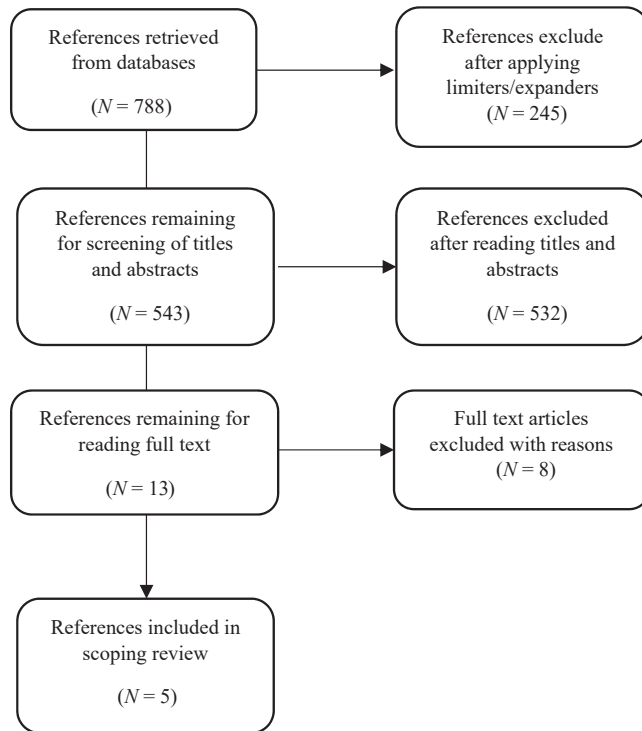 References retrieved
from databases
(N = 788)
References exclude
after applying
limiters/expanders
(N = 245)
References remaining
for screening of titles
and abstracts
(N = 543)
References excluded
after reading titles and
abstracts
(N = 532)
References remaining for
reading full text
(N = 13)
Full text articles
excluded with reasons
(N = 8)
References included in
scoping review
(N = 5)